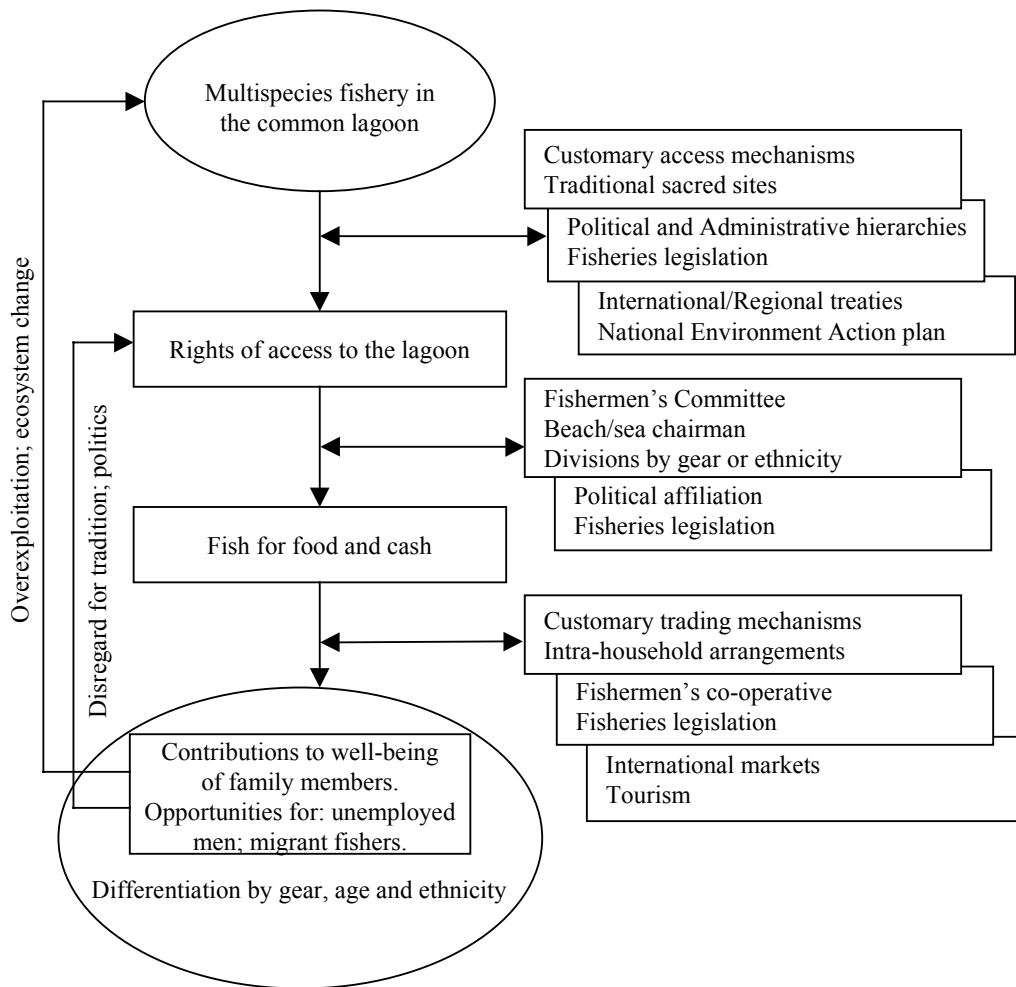 Multispecies fishery in
the common lagoon
Customary access mechanisms
Traditional sacred sites
Political and Administrative hierarchies
Fisheries legislation
International/Regional treaties
National Environment Action plan
Rights of access to the lagoon
Fishermen’s Committee
Beach/sea chairman
Divisions by gear or ethnicity
Political affiliation
Fisheries legislation
Fish for food and cash
Customary trading mechanisms
Intra-household arrangements
Fishermen’s co-operative
Fisheries legislation
International markets
Tourism
Contributions to well-being
of family members.
Opportunities for: unemployed
men; migrant fishers.
Differentiation by gear, age and ethnicity
Overexploitation; ecosystem change
Disregard for tradition; politics